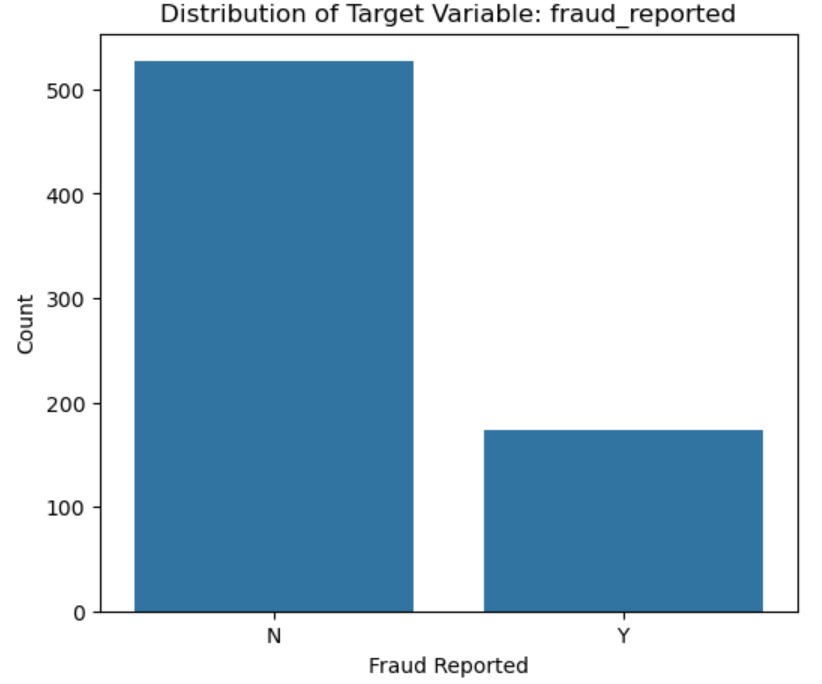 Distribution of Target Variable: fraud_reported
500
400
300
200
100
0
Count
N
Y
Fraud Reported